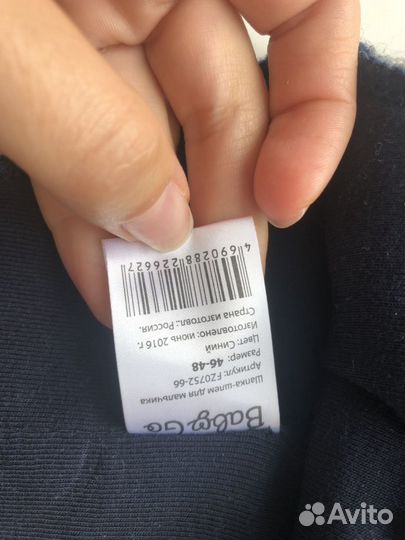 Baby Go
Шапка-шлем для мальчика
Артикул: FZ0752-66
Размер: 46-48
Цвет: Синий
Изготовлено: июнь 2016 г.
Страна изготовл.: Россия.
4690288226627
Avito